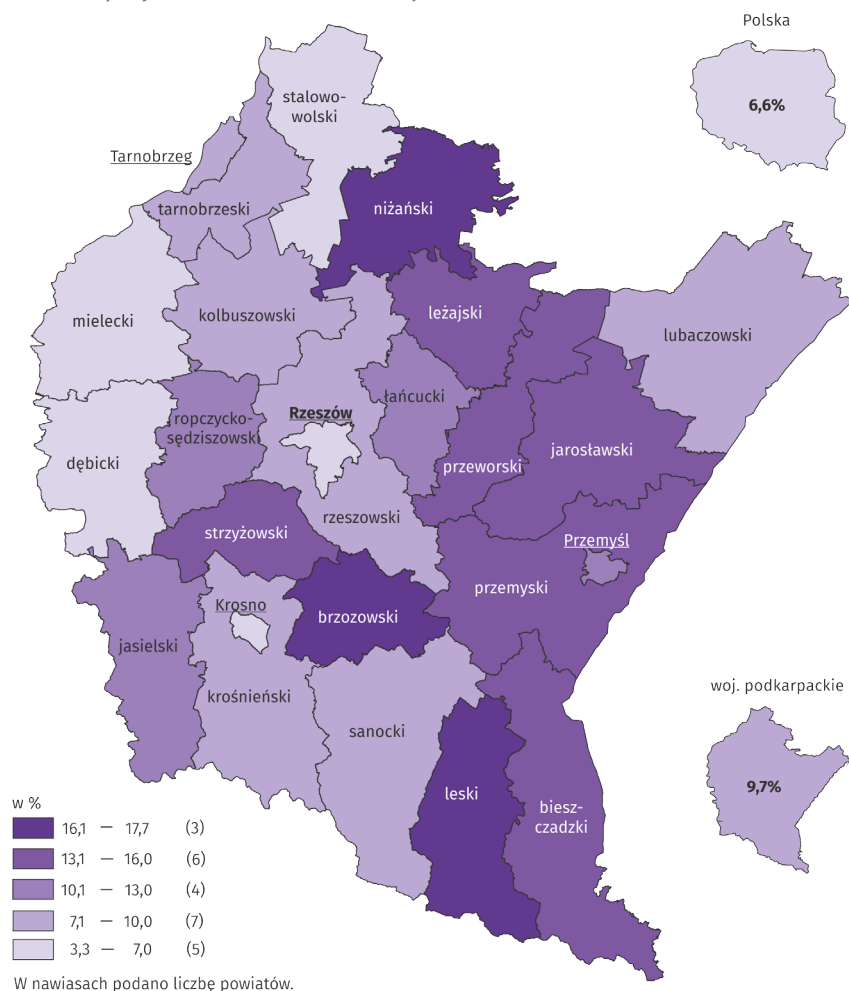 Polska
6,6%
stalowo-
wolski
Tarnobrzeg
tarnobrzeski
niżański
mielecki
kolbuszowski
leżajski
lubaczowski
łańcucki
ropczycko-
sędziszowski
Rzeszów
dębicki
przeworski
jarosławski
rzeszowski
strzyżowski
Przemyśl
przemyski
Krosno
brzozowski
jasielski
krośnieński
sanocki
woj. podkarpackie
9,7%
leski
biesz-
czadzki
w %
16,1 — 17,7 (3)
13,1 — 16,0 (6)
10,1 — 13,0 (4)
7,1 — 10,0 (7)
3,3 — 7,0 (5)
W nawiasach podano liczbę powiatów.